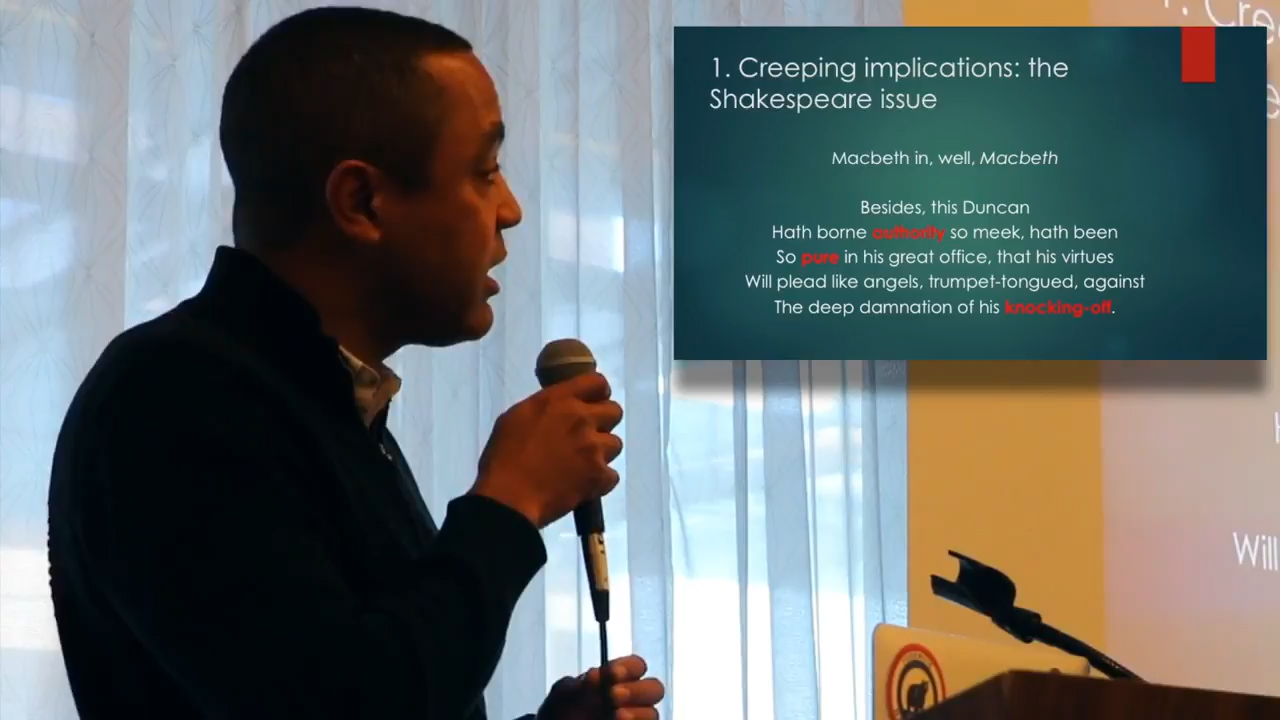 1. Creeping implications: the
Shakespeare issue
Macbeth in, well, Macbeth
Besides, this Duncan
Hath borne authority so meek, hath been
So pure in his great office, that his virtues
Will plead like angels, trumpet-tongued, against
The deep damnation of his knocking-off.
1. Cre
Will